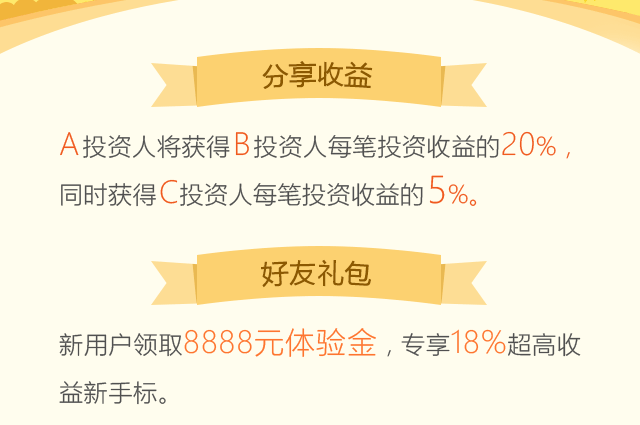 分享收益
A投资人将获得B投资人每笔投资收益的20%，
同时获得C投资人每笔投资收益的5%。
好友礼包
新用户领取8888元体验金，专享18%超高收
益新手标。